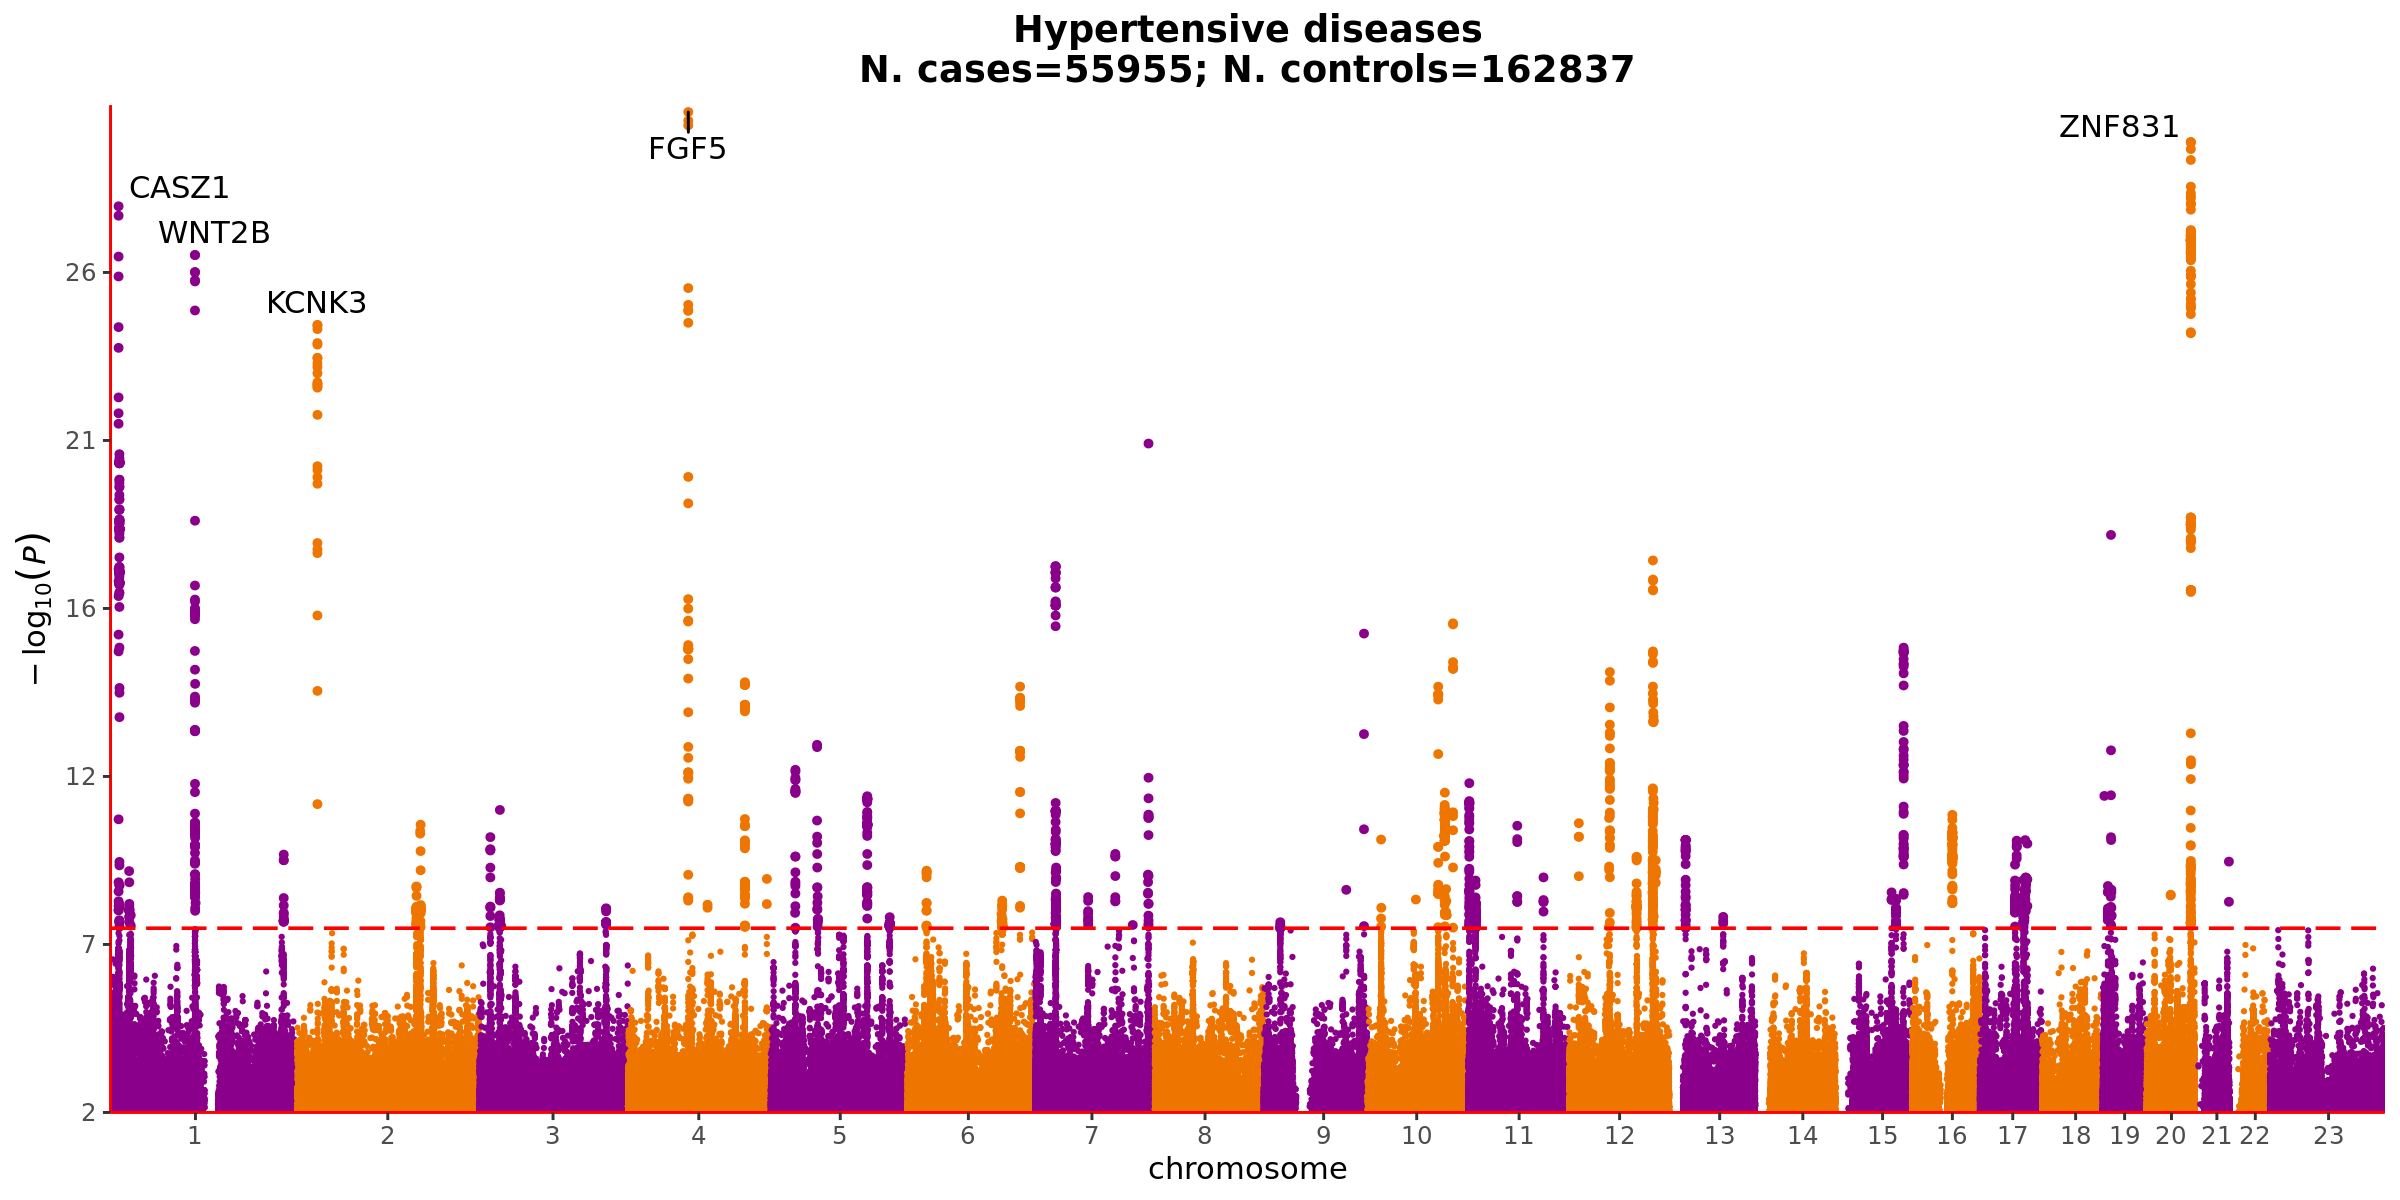 Hypertensive diseases
N. cases=55955; N. controls=162837
ZNF831
FGF5
CASZ1
WNT2B
KCNK3
26
21
16
12
7
2
−log10(P)
1 2 3 4 5 6 7 8 9 10 11 12 13 14 15 16 17 18 19 20 21 22 23
chromosome